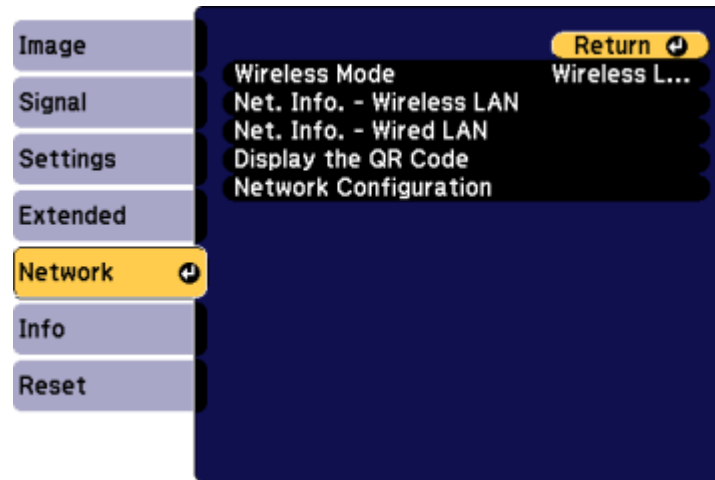 Image
Signal
Settings
Extended
Network
Info
Reset
Return
Wireless Mode Wireless L...
Net. Info. - Wireless LAN
Net. Info. - Wired LAN
Display the QR Code
Network Configuration